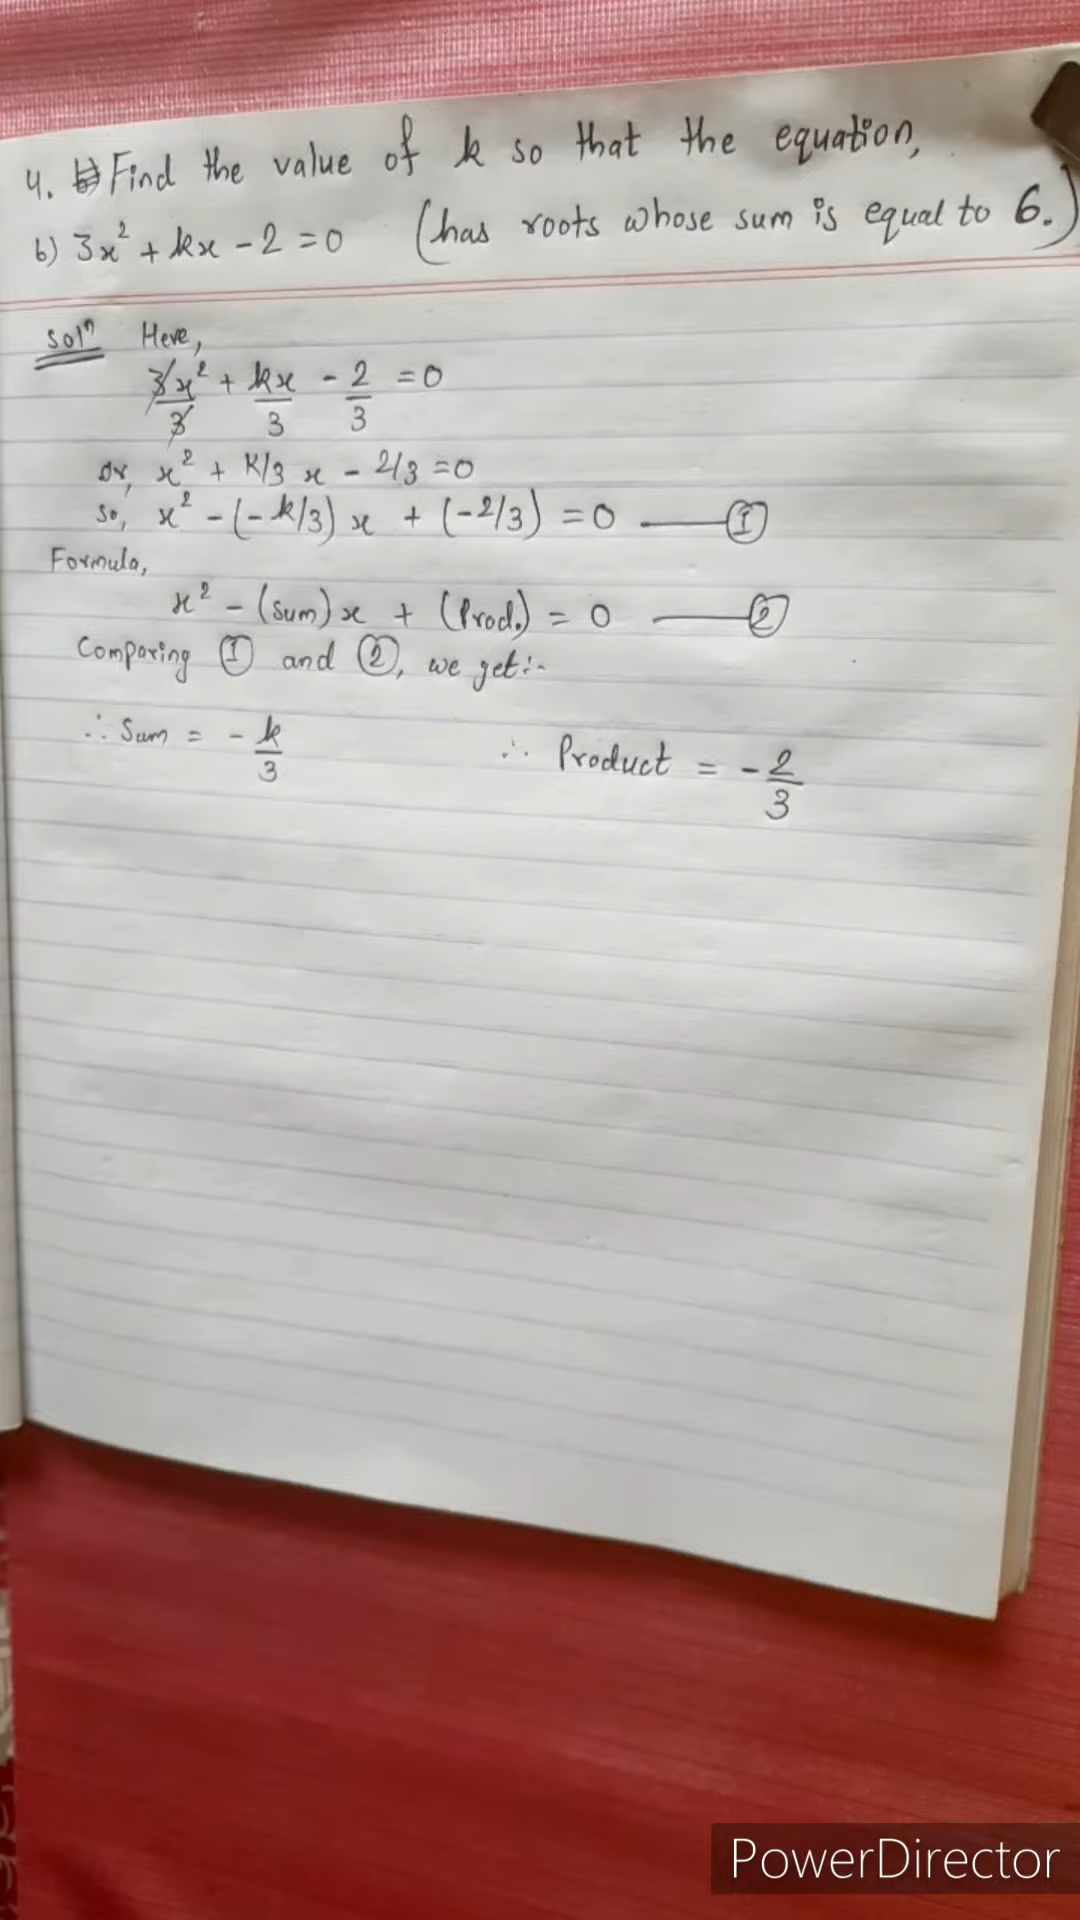 4. Find the value of k so that the equation,
b) 3x² + kx - 2 = 0 (has roots whose sum is equal to 6.)
Solⁿ Here,
3x²/3 + kx/3 - 2/3 = 0
or, x² + K/3 x - 2/3 = 0
So, x² - (-k/3) x + (-2/3) = 0 —— ①
Formula,
x² - (Sum) x + (Prod.) = 0 —— ②
Comparing ① and ②, we get:-
∴ Sum = - k/3 ∴ Product = - 2/3
PowerDirector